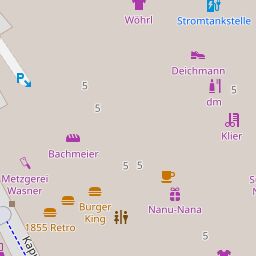 Wöhrl
Stromtankstelle
Deichmann
P
5
5
5
dm
Klier
Bachmeier
5
5
Metzgerei
Wasner
Burger
King
Nanu-Nana
1855 Retro
5